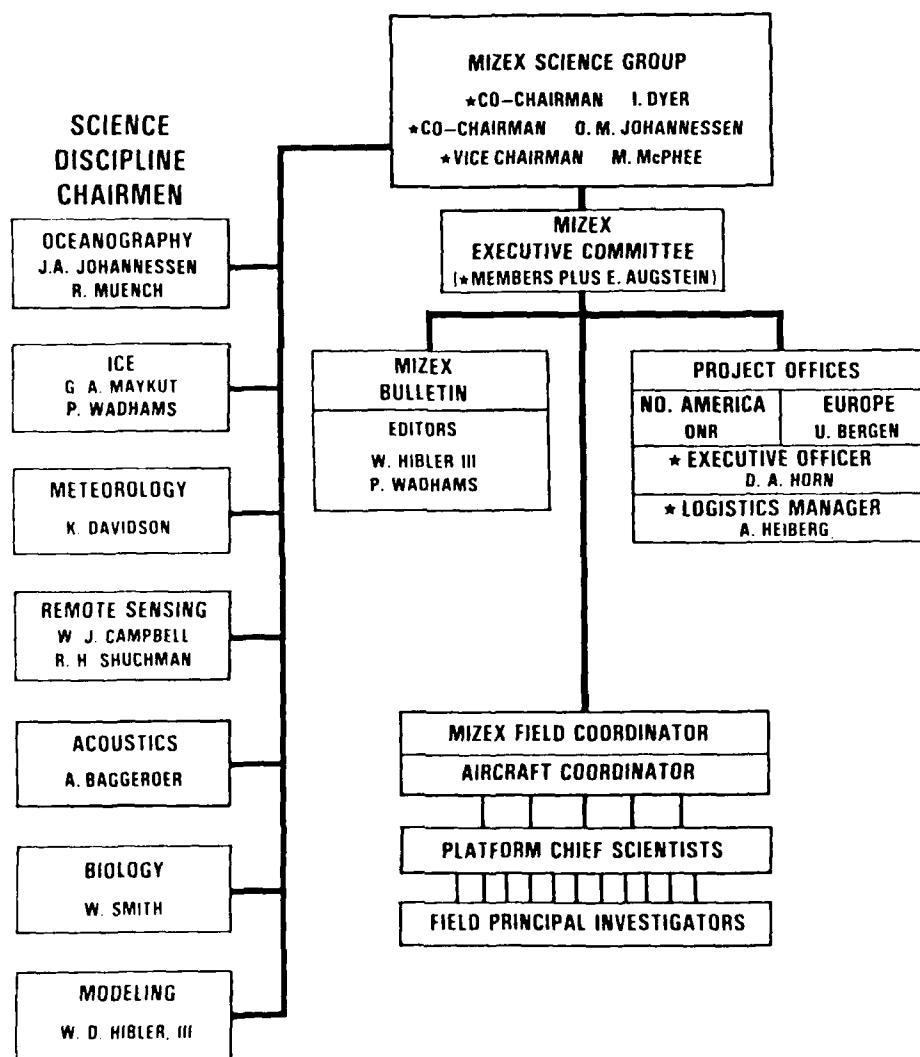 MIZEX SCIENCE GROUP
★CO-CHAIRMAN I. DYER
★CO-CHAIRMAN O. M. JOHANNESSEN
★VICE CHAIRMAN M. McPHEE
SCIENCE
DISCIPLINE
CHAIRMEN
OCEANOGRAPHY
J.A. JOHANNESSEN
R. MUENCH
ICE
G A. MAYKUT
P. WADHAMS
METEOROLOGY
K. DAVIDSON
REMOTE SENSING
W J. CAMPBELL
R. H SHUCHMAN
ACOUSTICS
A. BAGGEROER
BIOLOGY
W. SMITH
MODELING
W. D. HIBLER, III
MIZEX
EXECUTIVE COMMITTEE
(★MEMBERS PLUS E. AUGSTEIN)
MIZEX
BULLETIN
EDITORS
W. HIBLER III
P. WADHAMS
PROJECT OFFICES
NO. AMERICA
ONR
EUROPE
U. BERGEN
★ EXECUTIVE OFFICER
D. A. HORN
★ LOGISTICS MANAGER
A. HEIBERG
MIZEX FIELD COORDINATOR
AIRCRAFT COORDINATOR
PLATFORM CHIEF SCIENTISTS
FIELD PRINCIPAL INVESTIGATORS